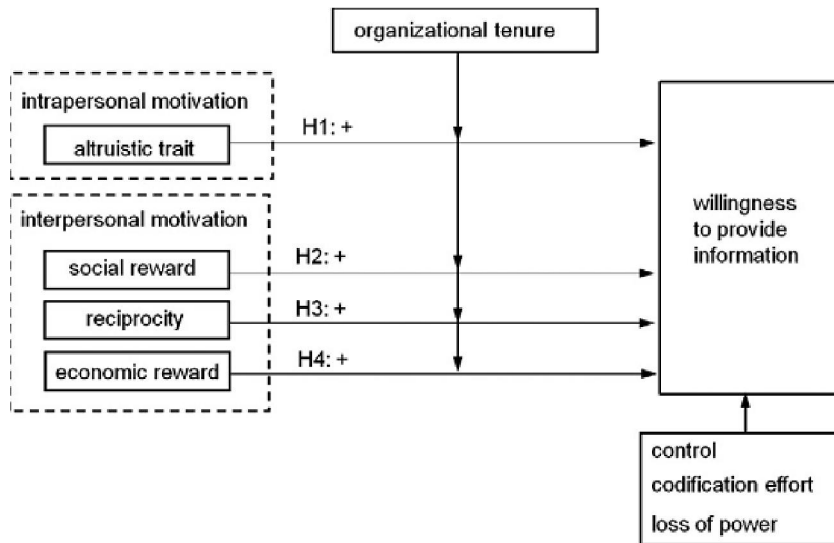 organizational tenure
intrapersonal motivation
altruistic trait
H1: +
interpersonal motivation
social reward
H2: +
reciprocity
H3: +
economic reward
H4: +
willingness
to provide
information
control
codification effort
loss of power